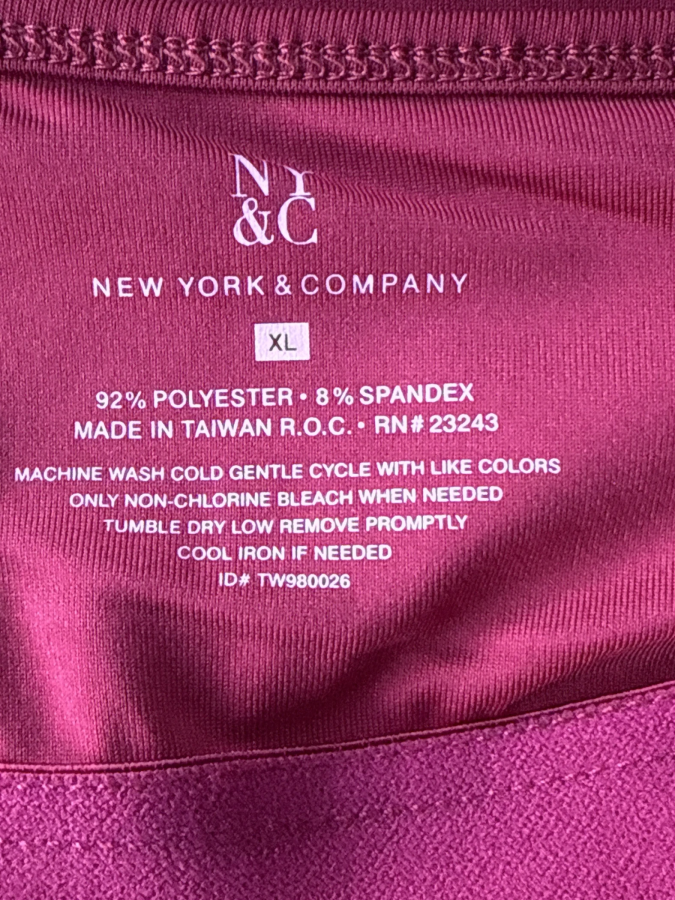 NY
&C
NEW YORK & COMPANY
XL
92% POLYESTER • 8% SPANDEX
MADE IN TAIWAN R.O.C. • RN# 23243
MACHINE WASH COLD GENTLE CYCLE WITH LIKE COLORS
ONLY NON-CHLORINE BLEACH WHEN NEEDED
TUMBLE DRY LOW REMOVE PROMPTLY
COOL IRON IF NEEDED
ID# TW980026